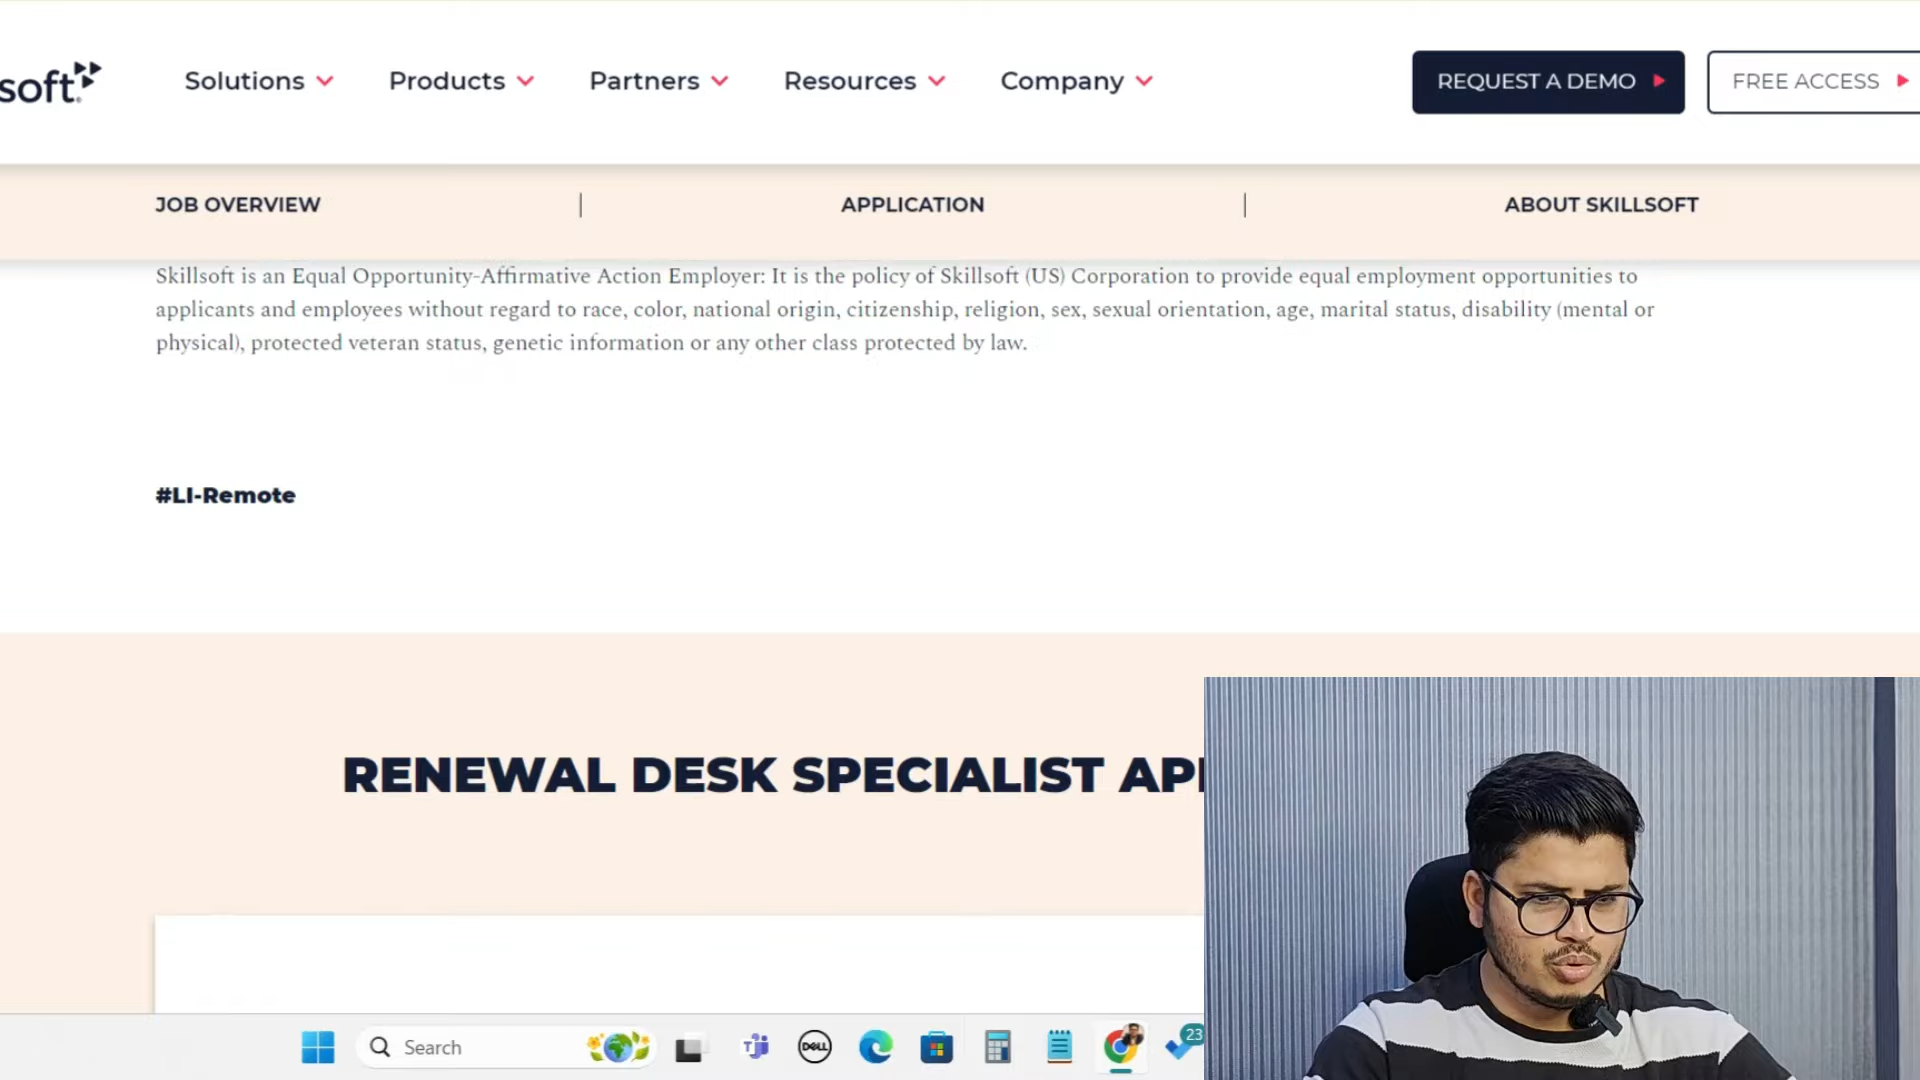 soft
Solutions Products Partners Resources Company REQUEST A DEMO FREE ACCESS
JOB OVERVIEW | APPLICATION | ABOUT SKILLSOFT
Skillsoft is an Equal Opportunity-Affirmative Action Employer: It is the policy of Skillsoft (US) Corporation to provide equal employment opportunities to
applicants and employees without regard to race, color, national origin, citizenship, religion, sex, sexual orientation, age, marital status, disability (mental or
physical), protected veteran status, genetic information or any other class protected by law.
#LI-Remote
RENEWAL DESK SPECIALIST AP
Search DELL 23